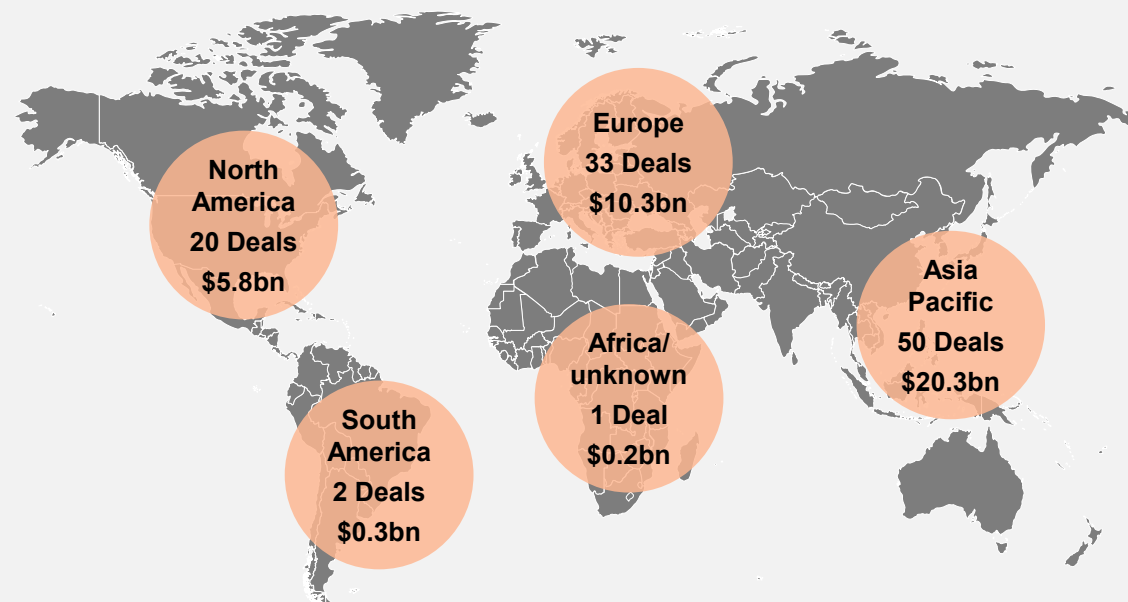 North
America
20 Deals
$5.8bn
Europe
33 Deals
$10.3bn
Asia
Pacific
50 Deals
$20.3bn
Africa/
unknown
1 Deal
$0.2bn
South
America
2 Deals
$0.3bn